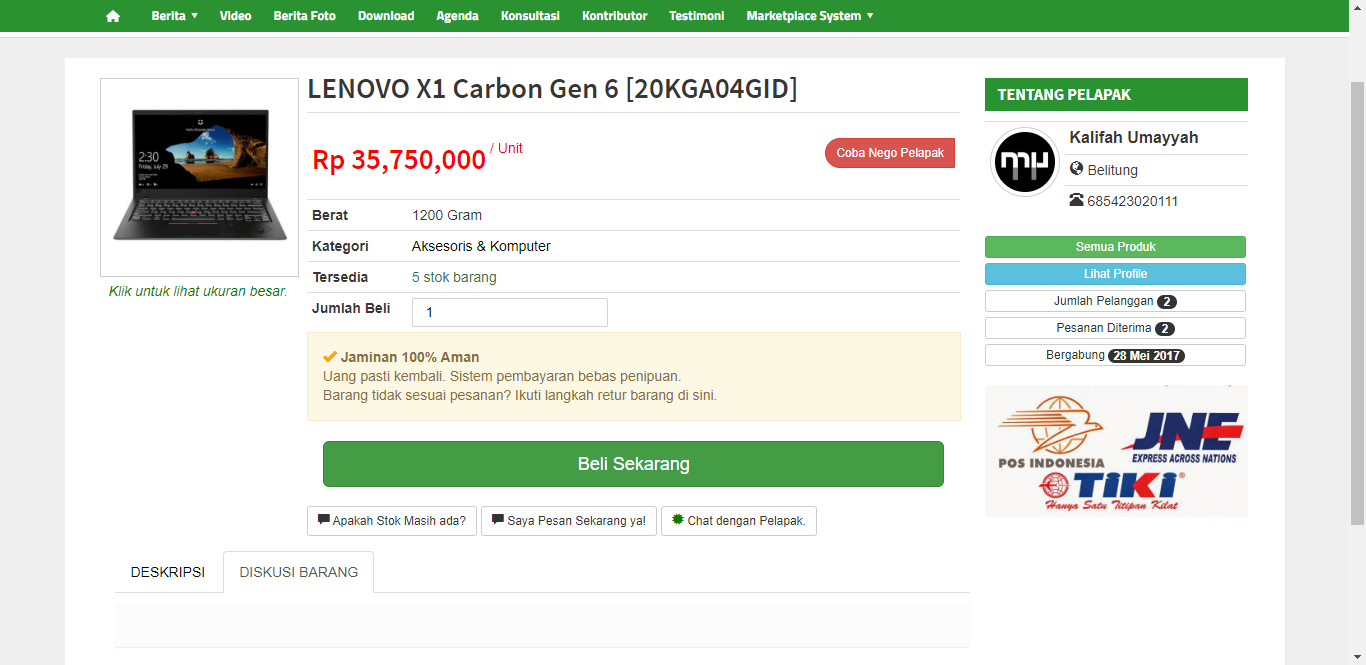 Berita Video Berita Foto Download Agenda Konsultasi Kontributor Testimoni Marketplace System
LENOVO X1 Carbon Gen 6 [20KGA04GID]
Rp 35,750,000 / Unit
Coba Nego Pelapak
Berat 1200 Gram
Kategori Aksesoris & Komputer
Tersedia 5 stok barang
Jumlah Beli 1
2:30
Friday, July 29
Klik untuk lihat ukuran besar.
Jaminan 100% Aman
Uang pasti kembali. Sistem pembayaran bebas penipuan.
Barang tidak sesuai pesanan? Ikuti langkah retur barang di sini.
Beli Sekarang
Apakah Stok Masih ada? Saya Pesan Sekarang ya! Chat dengan Pelapak.
DESKRIPSI DISKUSI BARANG
TENTANG PELAPAK
Kalifah Umayyah
Belitung
685423020111
Semua Produk
Lihat Profile
Jumlah Pelanggan 2
Pesanan Diterima 2
Bergabung 28 Mei 2017
POS INDONESIA
JNE
EXPRESS ACROSS NATIONS
TIKI
Hanya Satu Titipan Kilat